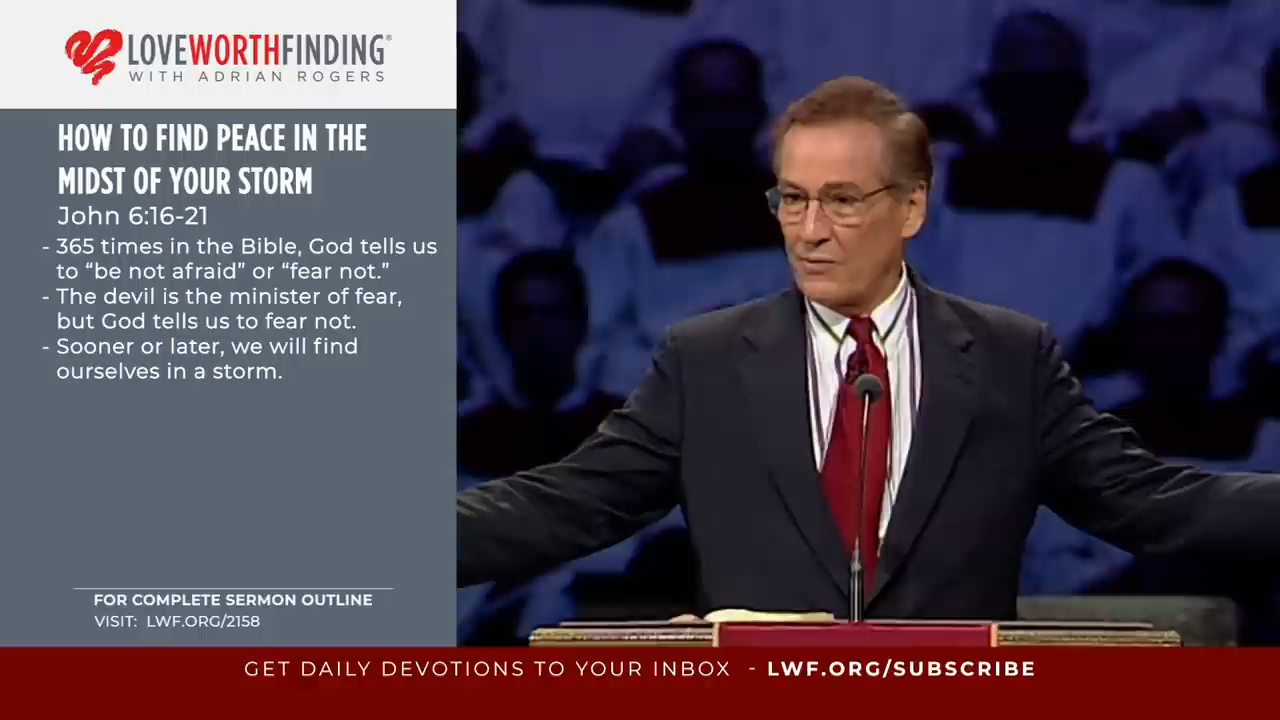 LOVEWORTHFINDING®
WITH ADRIAN ROGERS
HOW TO FIND PEACE IN THE
MIDST OF YOUR STORM
John 6:16-21
- 365 times in the Bible, God tells us
to “be not afraid” or “fear not.”
- The devil is the minister of fear,
but God tells us to fear not.
- Sooner or later, we will find
ourselves in a storm.
FOR COMPLETE SERMON OUTLINE
VISIT: LWF.ORG/2158
GET DAILY DEVOTIONS TO YOUR INBOX - LWF.ORG/SUBSCRIBE